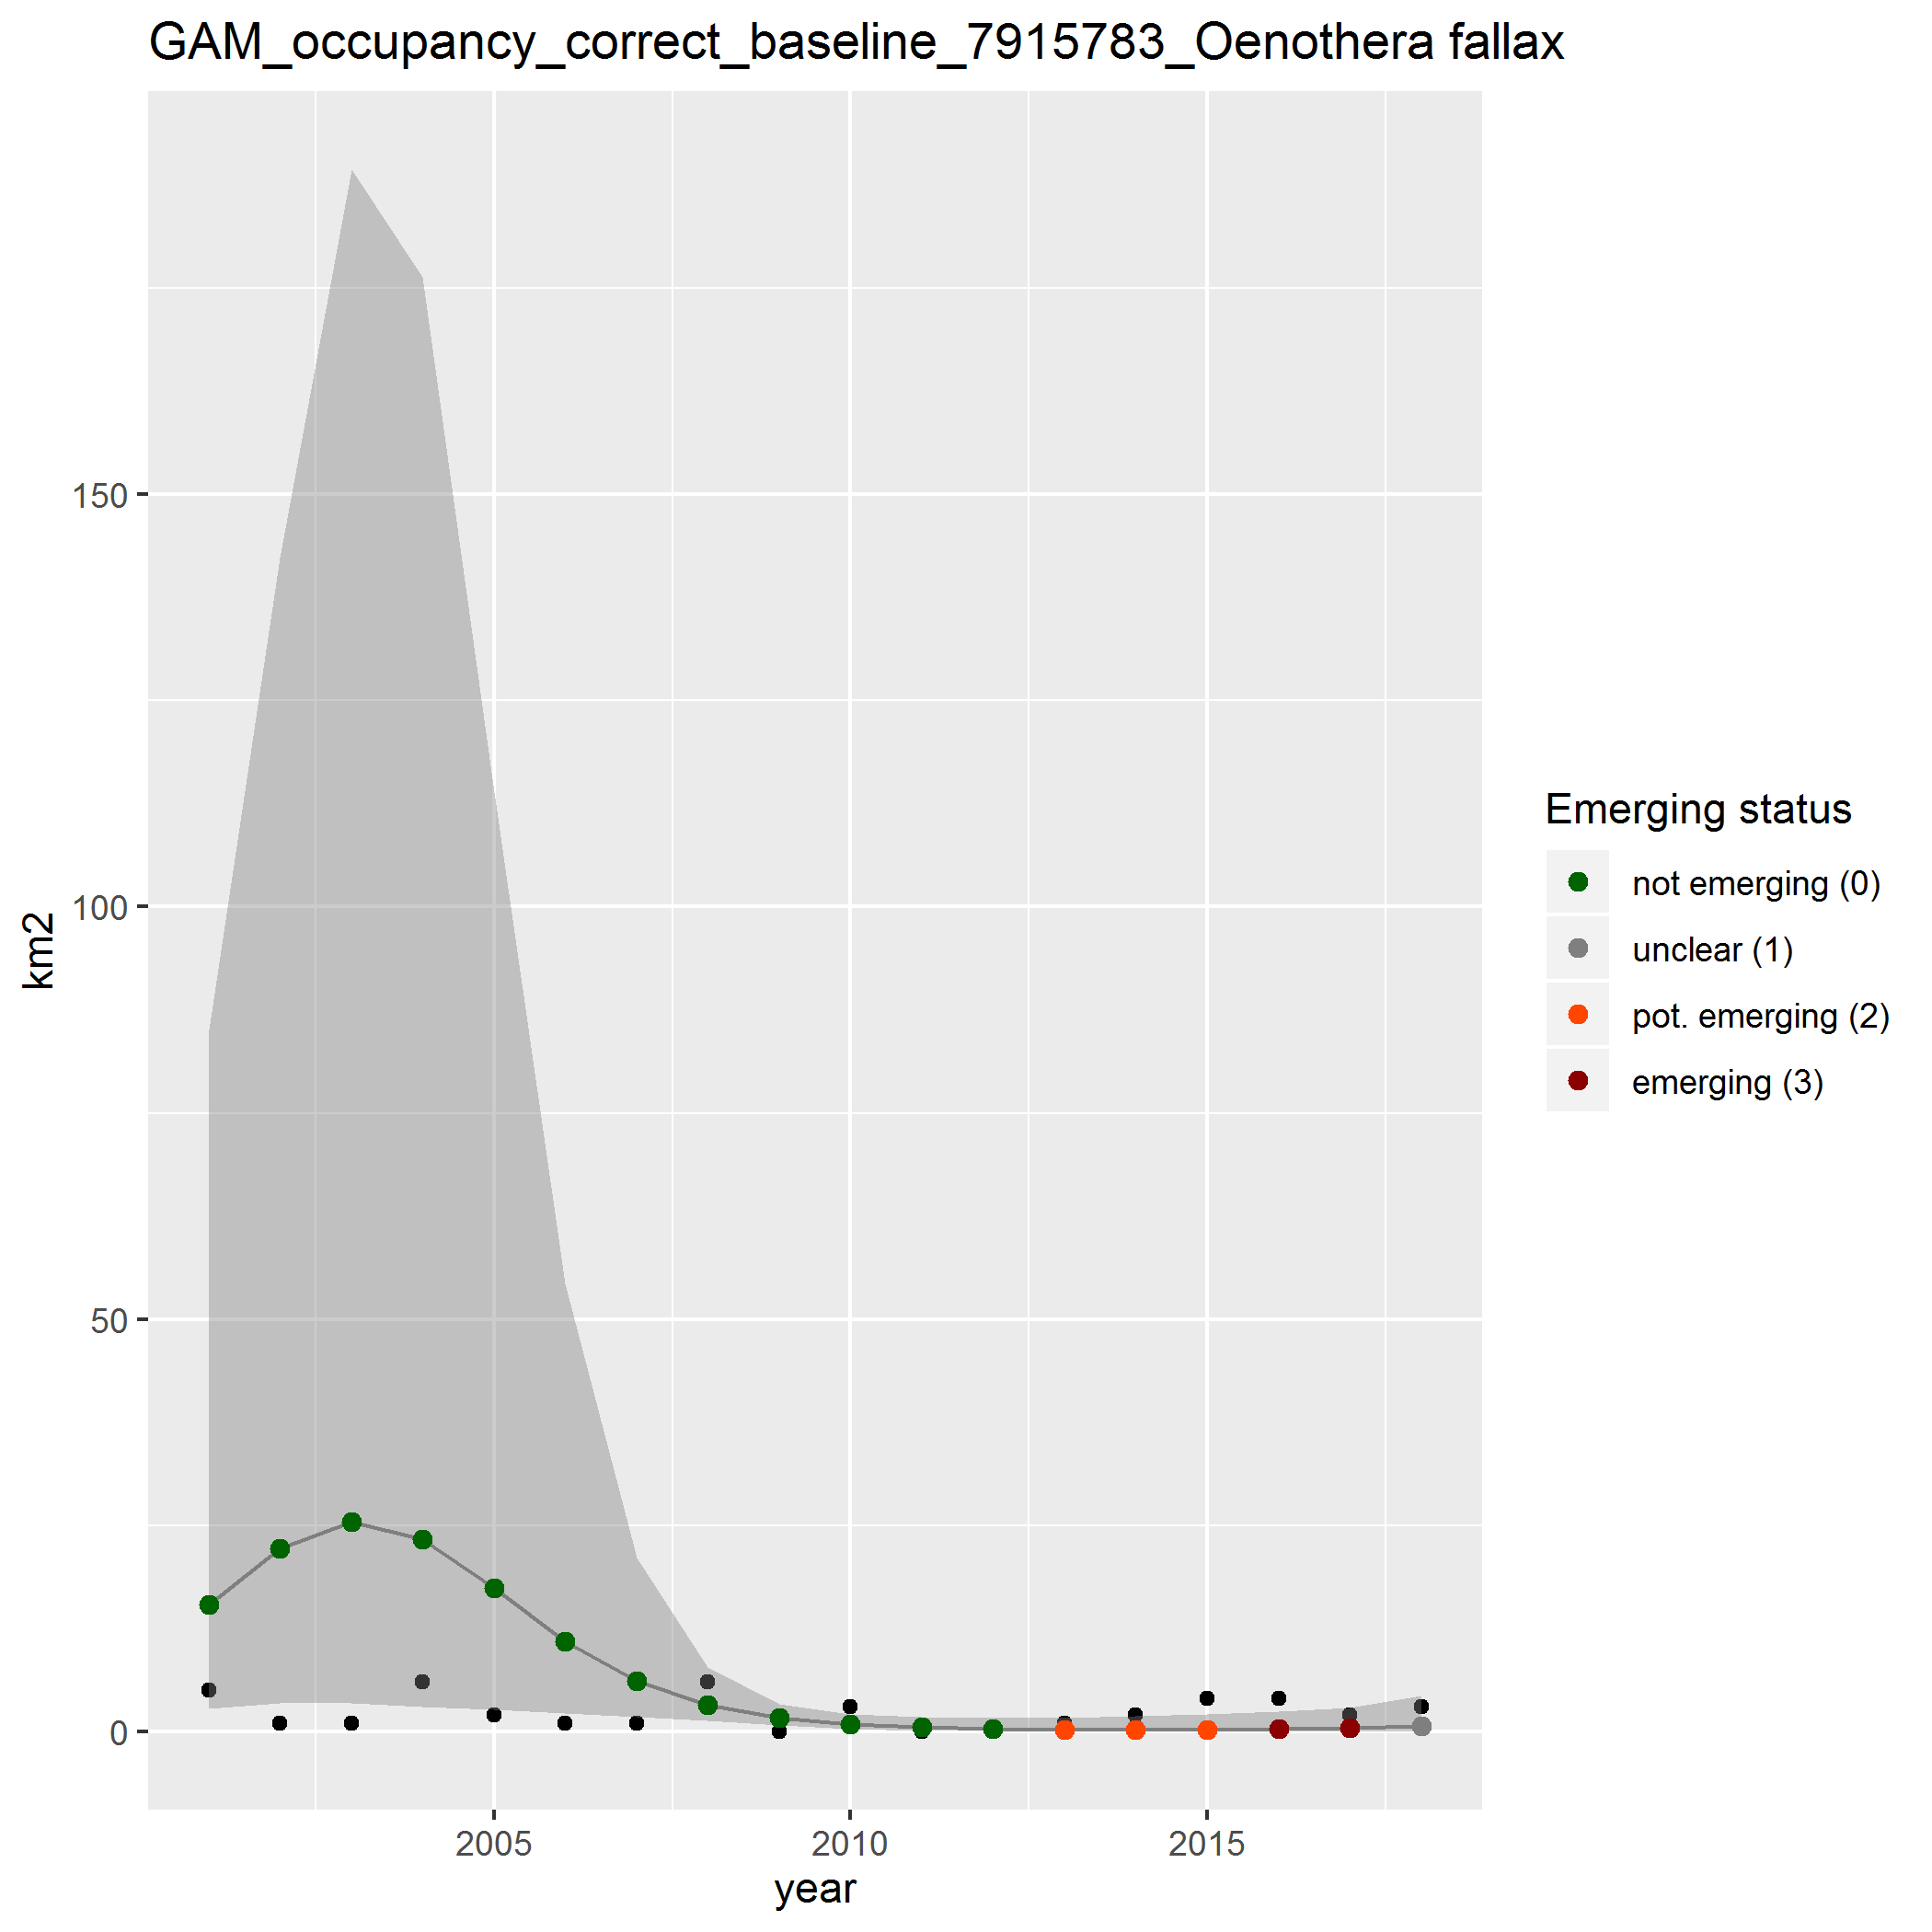 GAM_occupancy_correct_baseline_7915783_Oenothera fallax
150
100
50
0
km2
2005
2010
2015
year
Emerging status
not emerging (0)
unclear (1)
pot. emerging (2)
emerging (3)